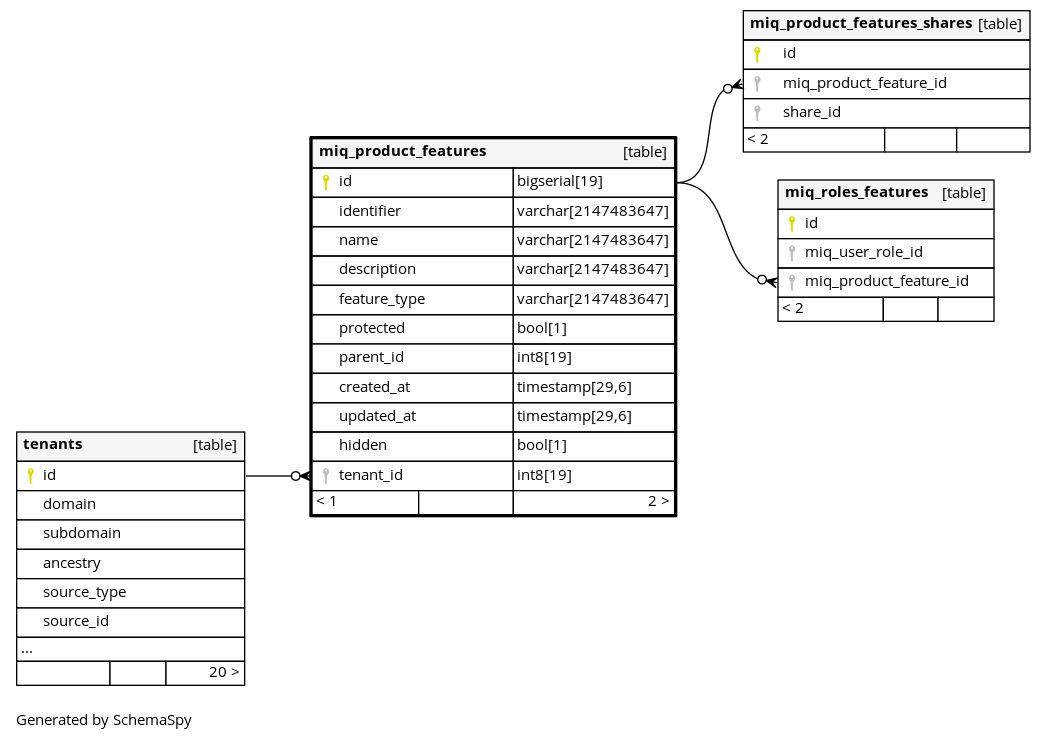 miq_product_features_shares [table]
id
miq_product_feature_id
share_id
< 2
miq_product_features [table]
id bigserial[19]
identifier varchar[2147483647]
name varchar[2147483647]
description varchar[2147483647]
feature_type varchar[2147483647]
protected bool[1]
parent_id int8[19]
created_at timestamp[29,6]
updated_at timestamp[29,6]
hidden bool[1]
tenant_id int8[19]
< 1 2 >
miq_roles_features [table]
id
miq_user_role_id
miq_product_feature_id
< 2
tenants [table]
id
domain
subdomain
ancestry
source_type
source_id
...
20 >
Generated by SchemaSpy